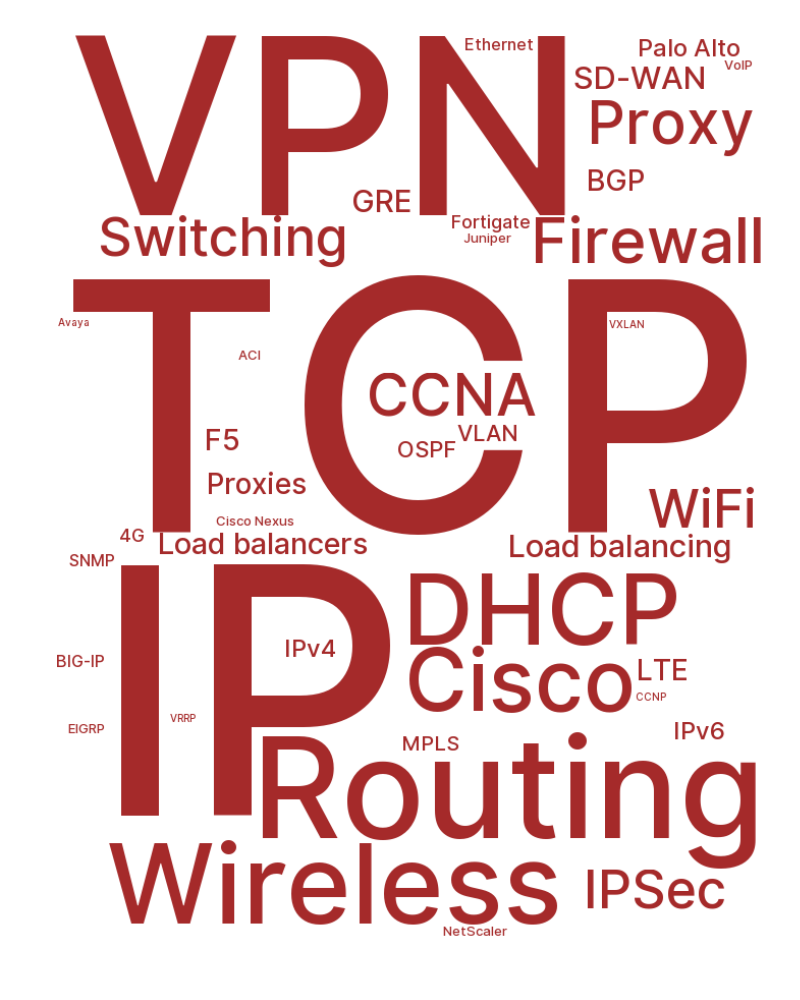 VPN
Ethernet
Palo Alto
VoIP
SD-WAN
Proxy
BGP
GRE
Fortigate
Juniper
Switching
Firewall
TCP
Avaya
ACI
VXLAN
CCNA
VLAN
OSPF
F5
Proxies
WiFi
Cisco Nexus
4G
Load balancers
Load balancing
SNMP
IP
DHCP
IPv4
BIG-IP
Cisco
LTE
CCNP
VRRP
EIGRP
IPv6
MPLS
Routing
Wireless
IPSec
NetScaler